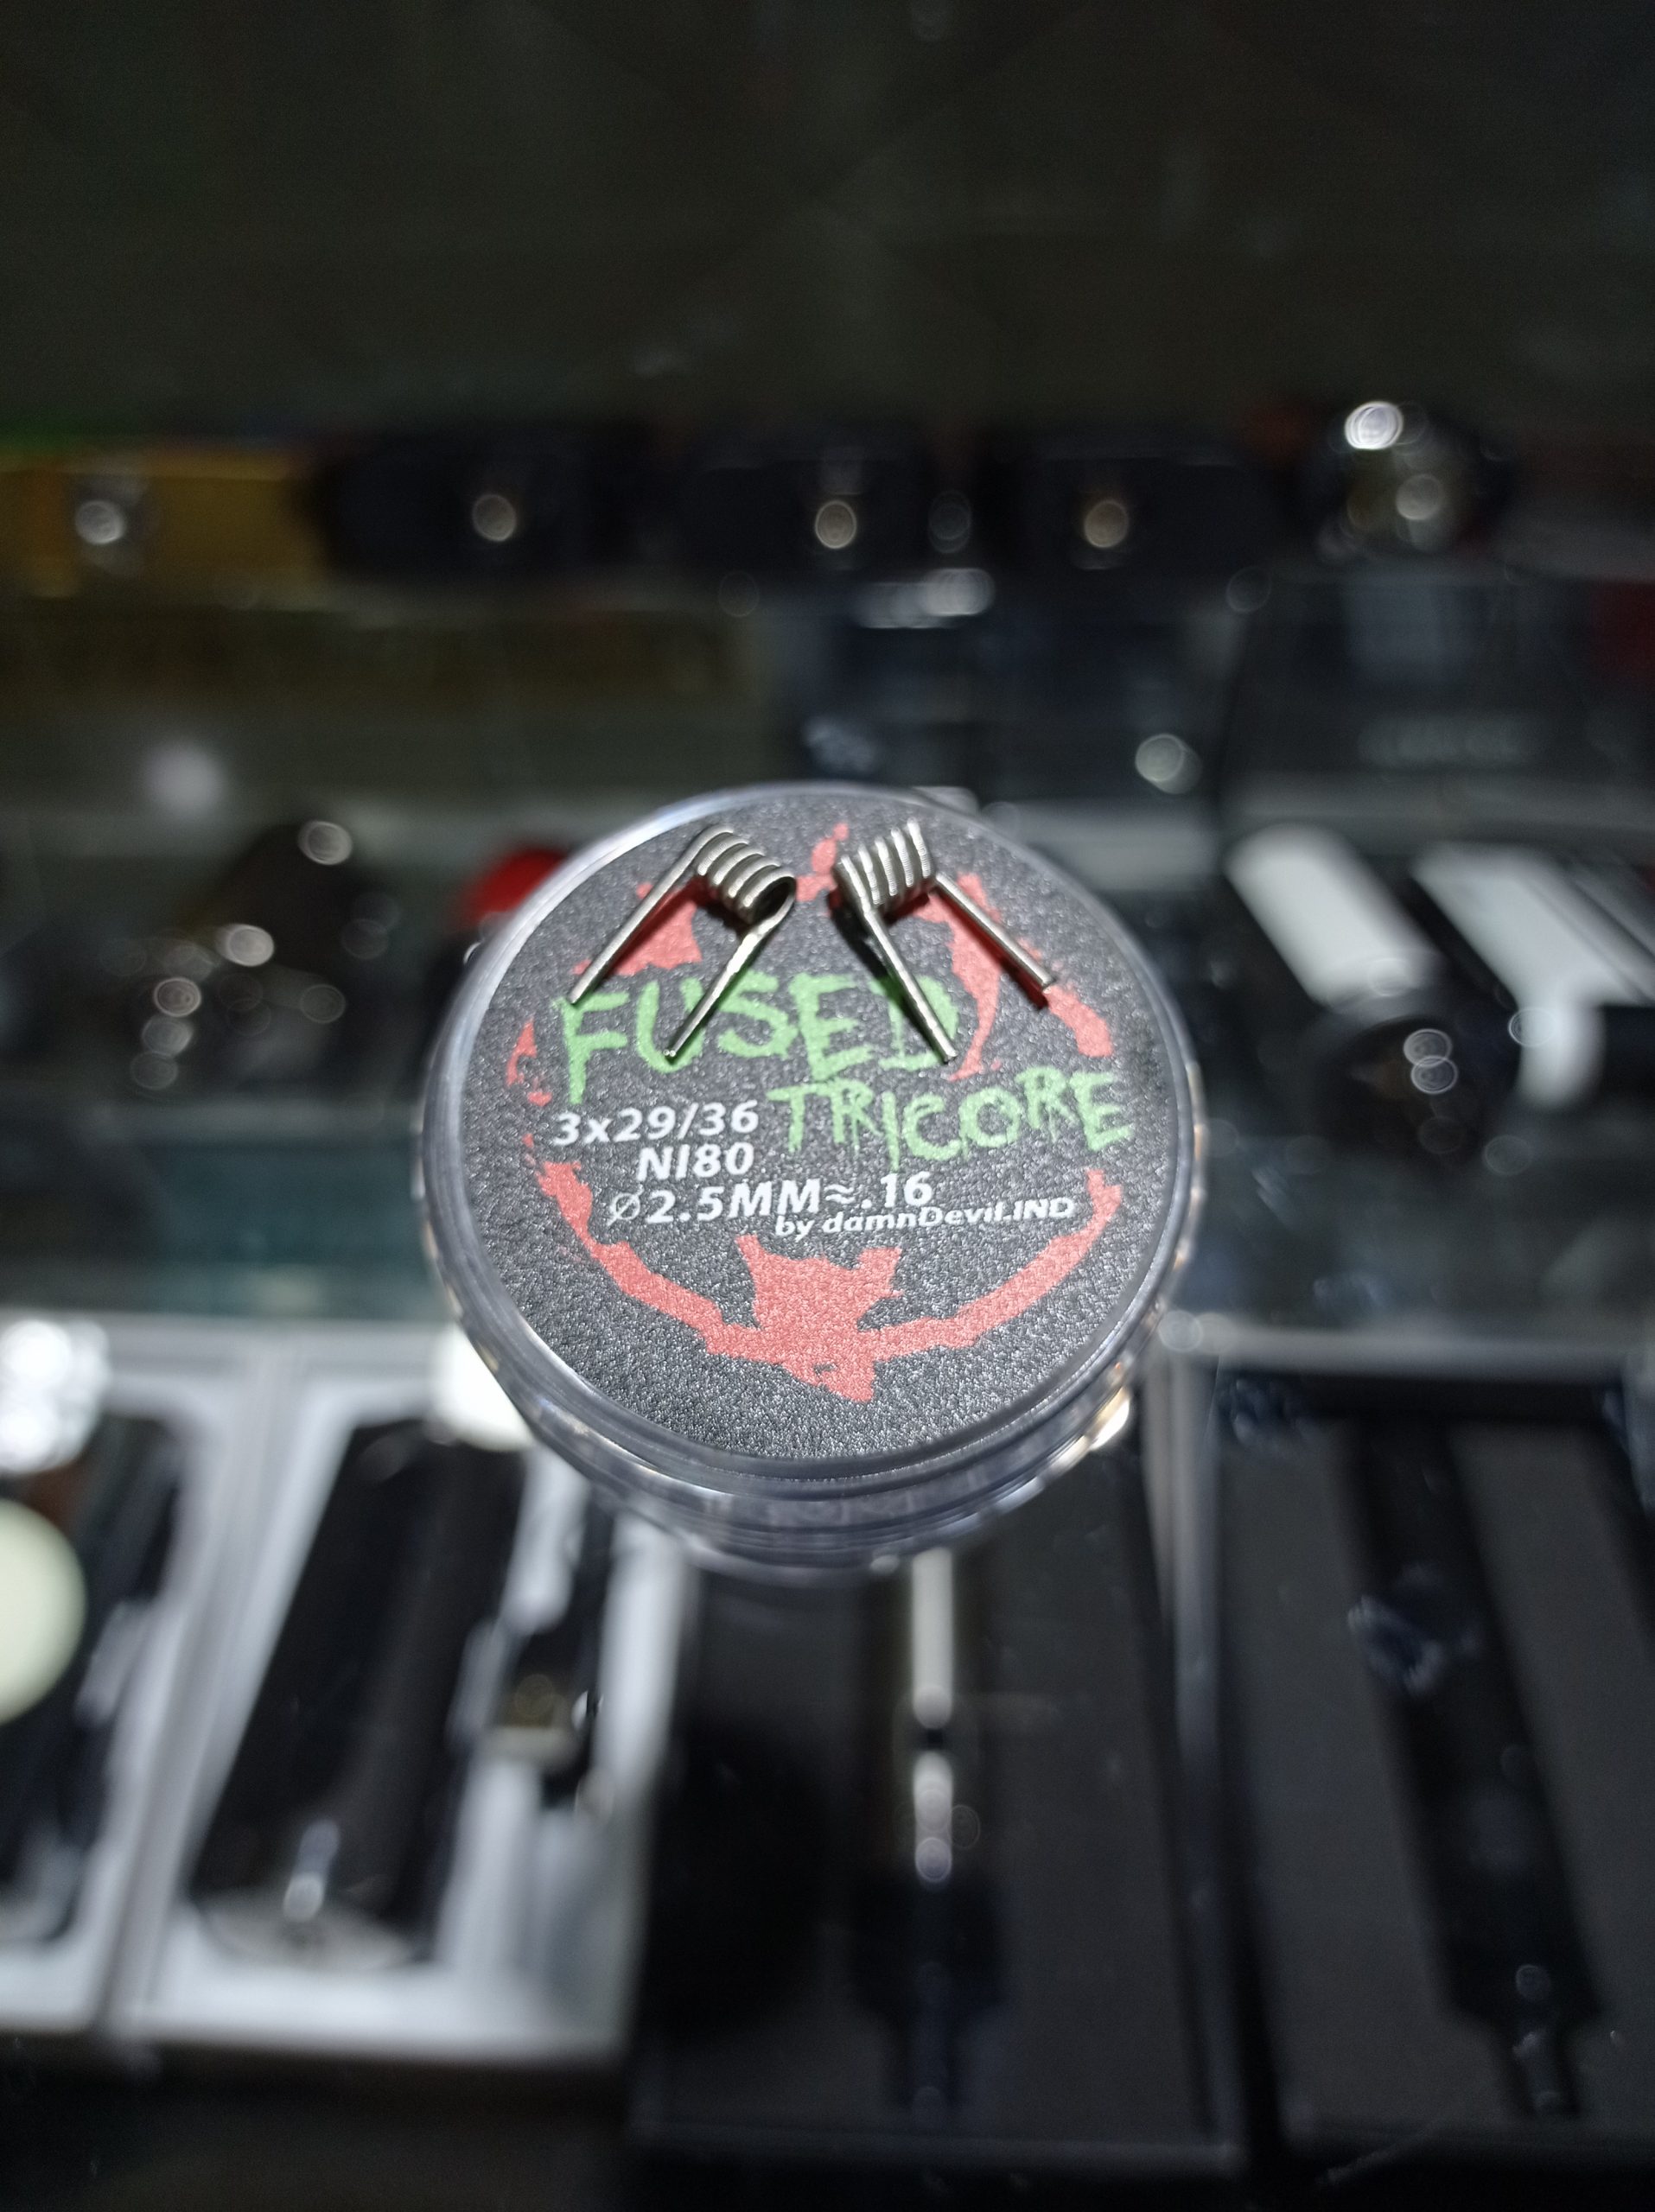 FUSED
TRICORE
3x29/36
NI80
Ø2.5MM≈.16
by damnDevil.IND